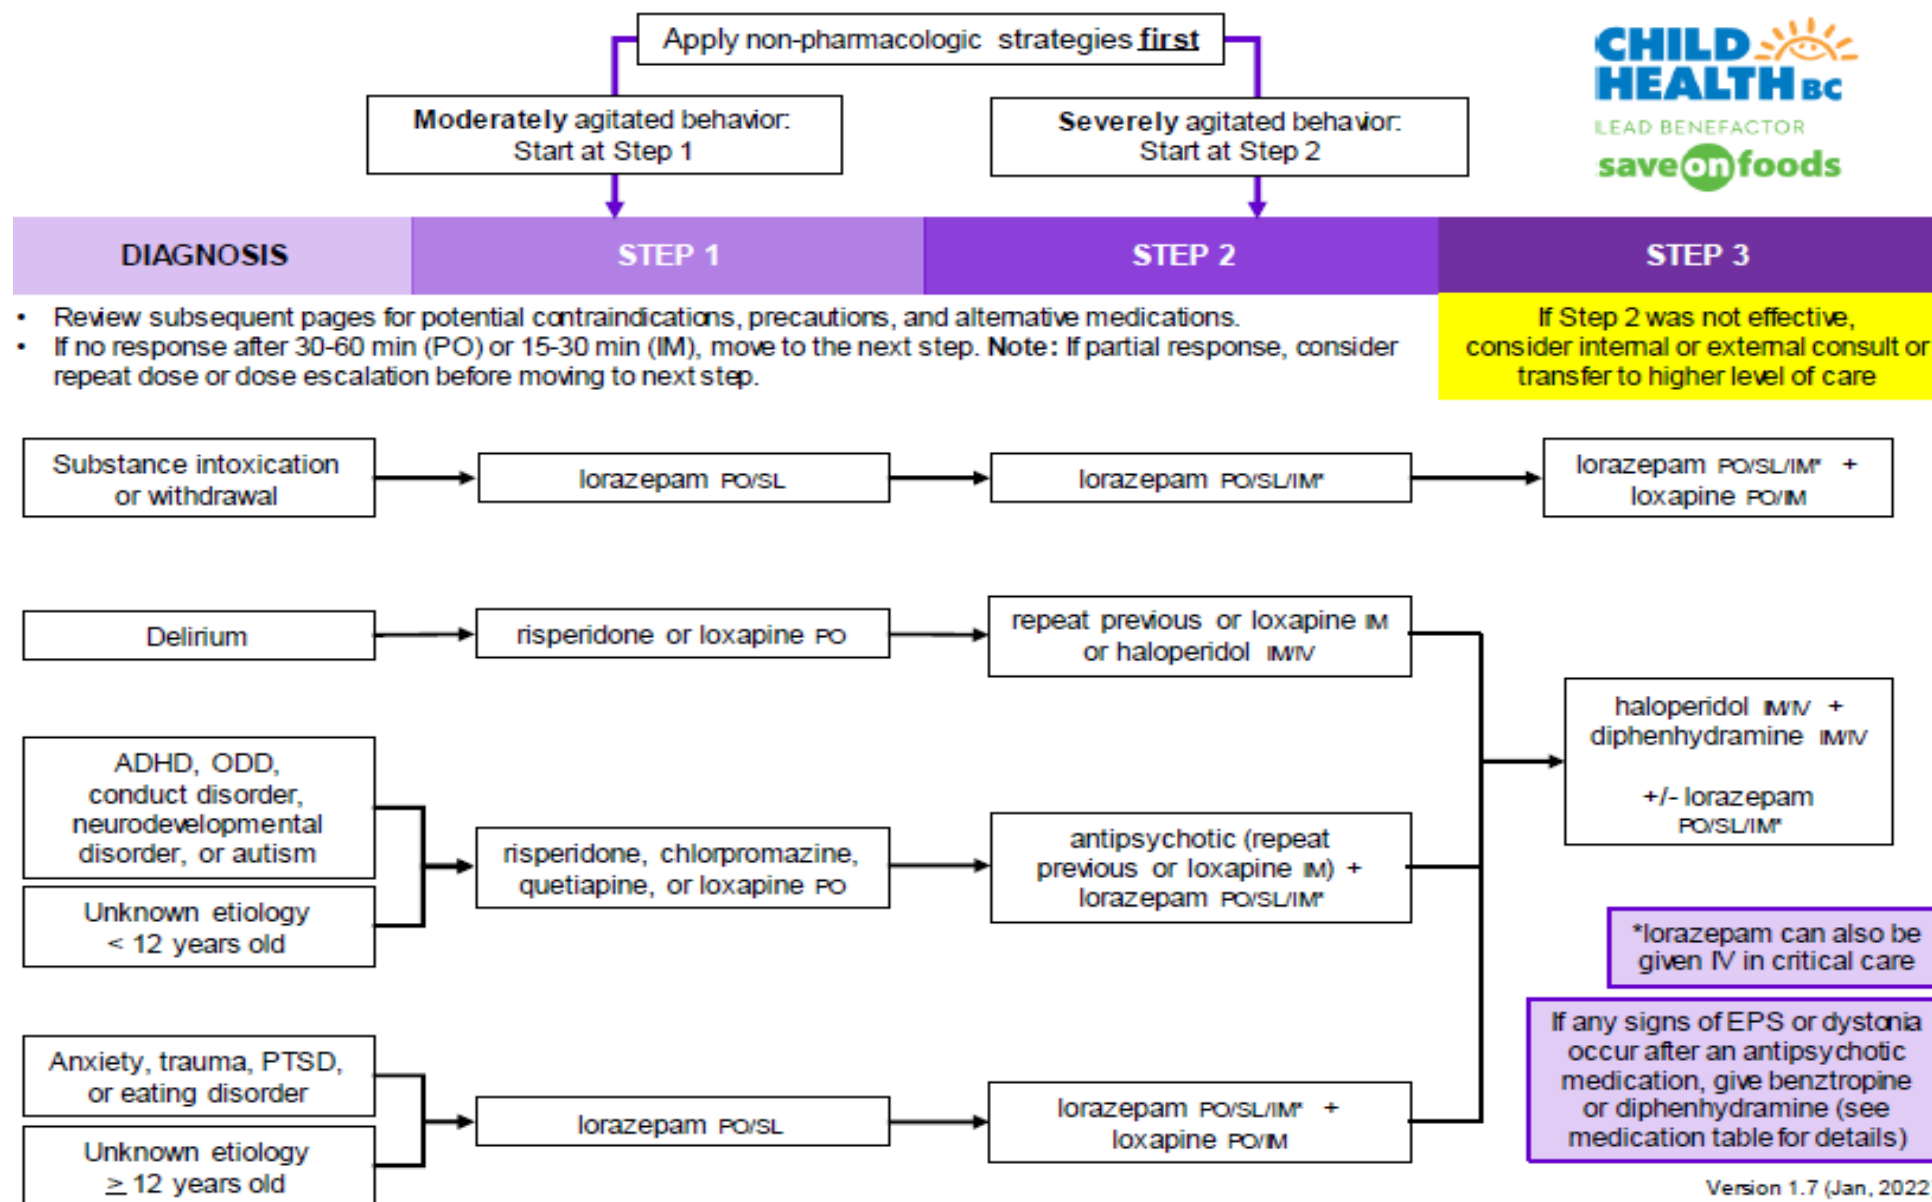 Apply non-pharmacologic strategies first
CHILD
HEALTH BC
LEAD BENEFACTOR
save on foods
Moderately agitated behavior:
Start at Step 1
Severely agitated behavior:
Start at Step 2
DIAGNOSIS
STEP 1
STEP 2
STEP 3
• Review subsequent pages for potential contraindications, precautions, and alternative medications.
• If no response after 30-60 min (PO) or 15-30 min (IM), move to the next step. Note: If partial response, consider
repeat dose or dose escalation before moving to next step.
If Step 2 was not effective,
consider internal or external consult or
transfer to higher level of care
Substance intoxication
or withdrawal
lorazepam PO/SL
lorazepam PO/SL/IM*
lorazepam PO/SL/IM* +
loxapine PO/IM
Delirium
risperidone or loxapine PO
repeat previous or loxapine IM
or haloperidol IM/IV
haloperidol IM/IV +
diphenhydramine IM/IV
+/- lorazepam
PO/SL/IM*
ADHD, ODD,
conduct disorder,
neurodevelopmental
disorder, or autism
Unknown etiology
< 12 years old
risperidone, chlorpromazine,
quetiapine, or loxapine PO
antipsychotic (repeat
previous or loxapine IM) +
lorazepam PO/SL/IM*
*lorazepam can also be
given IV in critical care
Anxiety, trauma, PTSD,
or eating disorder
Unknown etiology
≥ 12 years old
lorazepam PO/SL
lorazepam PO/SL/IM* +
loxapine PO/IM
If any signs of EPS or dystonia
occur after an antipsychotic
medication, give benztropine
or diphenhydramine (see
medication table for details)
Version 1.7 (Jan, 2022